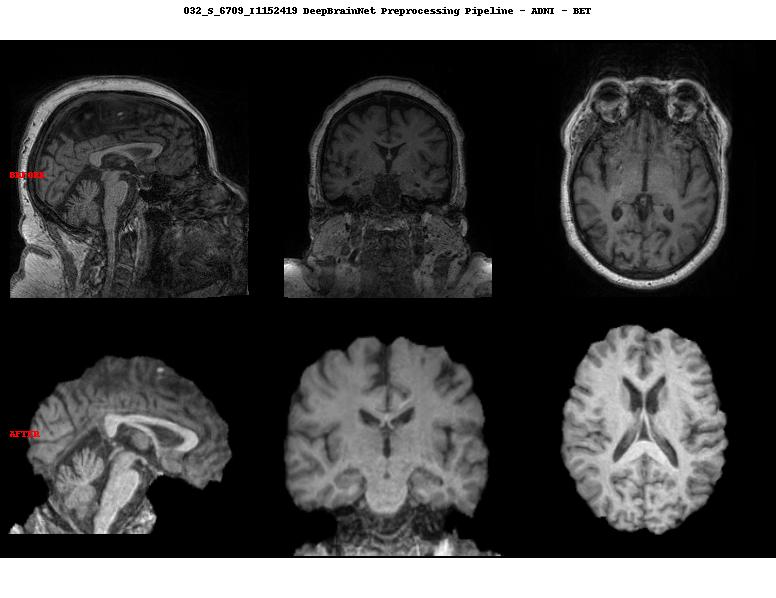 032_S_6709_I1152419 DeepBrainNet Preprocessing Pipeline - ADNI - BET
BEFORE
AFTER